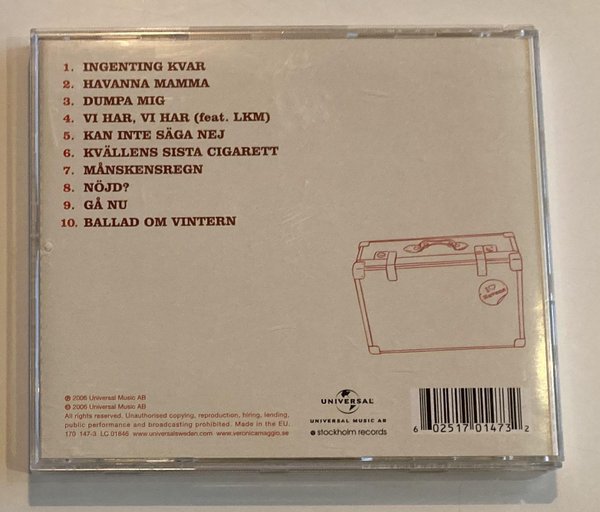 1. INGENTING KVAR
2. HAVANNA MAMMA
3. DUMPA MIG
4. VI HAR, VI HAR (feat. LKM)
5. KAN INTE SÄGA NEJ
6. KVÄLLENS SISTA CIGARETT
7. MÅNSKENSREGN
8. NÖJD?
9. GÅ NU
10. BALLAD OM VINTERN
℗ 2006 Universal Music AB
© 2006 Universal Music AB
All rights reserved. Unauthorised copying, reproduction, hiring, lending,
public performance and broadcasting prohibited. Made in the EU.
170 147-3 LC 01846 www.universalsweden.com www.veronicamaggio.se
UNIVERSAL
UNIVERSAL MUSIC AB
stockholm records
6 02517 01473 2